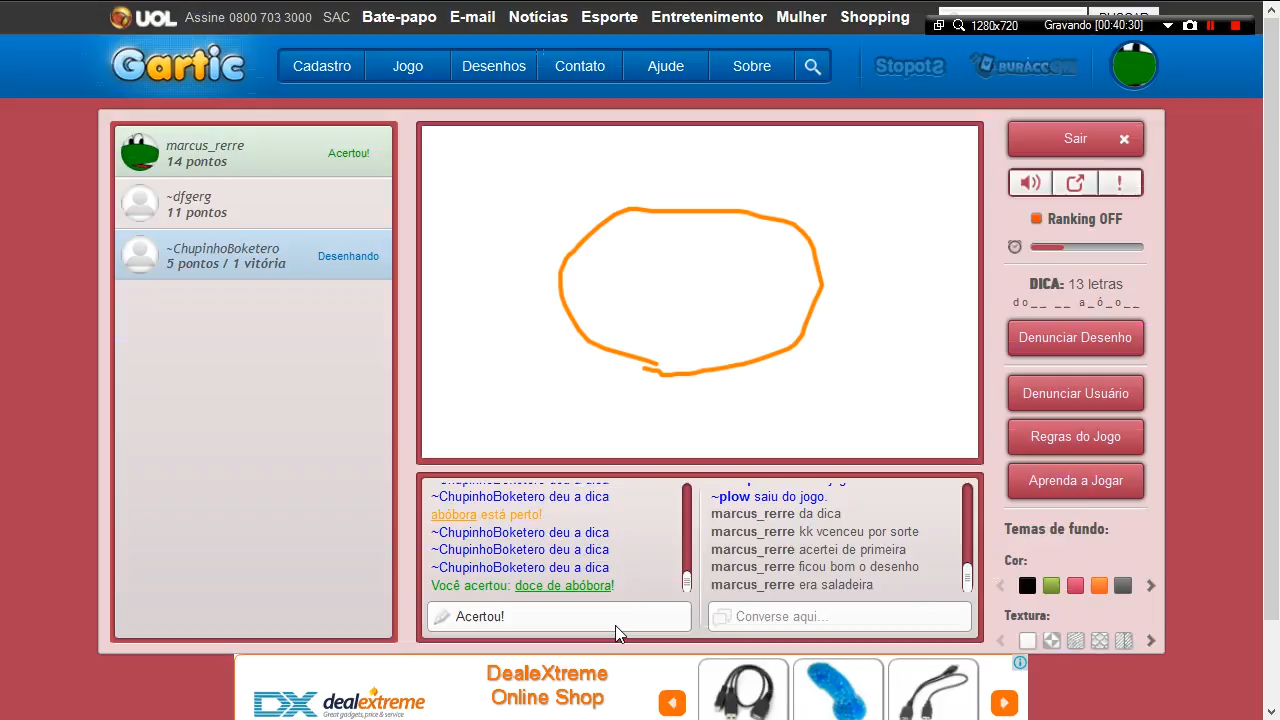 UOL Assine 0800 703 3000 SAC Bate-papo E-mail Notícias Esporte Entretenimento Mulher Shopping
1280x720 Gravando [00:40:30]
Gartic Cadastro Jogo Desenhos Contato Ajuda Sobre Stopots BURACCO
marcus_rerre
14 pontos
Acertou!
~dfgerg
11 pontos
~ChupinhoBoketero
5 pontos / 1 vitória
Desenhando
~ChupinhoBoketero deu a dica
abóbora está perto!
~ChupinhoBoketero deu a dica
~ChupinhoBoketero deu a dica
~ChupinhoBoketero deu a dica
Você acertou: doce de abóbora!
Acertou!
~plow saiu do jogo.
marcus_rerre da dica
marcus_rerre kk vcenceu por sorte
marcus_rerre acertei de primeira
marcus_rerre ficou bom o desenho
marcus_rerre era saladeira
Converse aqui...
Sair ×
!
Ranking OFF
DICA: 13 letras
do__ __ a_ó_o__
Denunciar Desenho
Denunciar Usuário
Regras do Jogo
Aprenda a Jogar
Temas de fundo:
Cor:
Textura:
DX dealextreme
Great gadgets, price & service
DealeXtreme
Online Shop